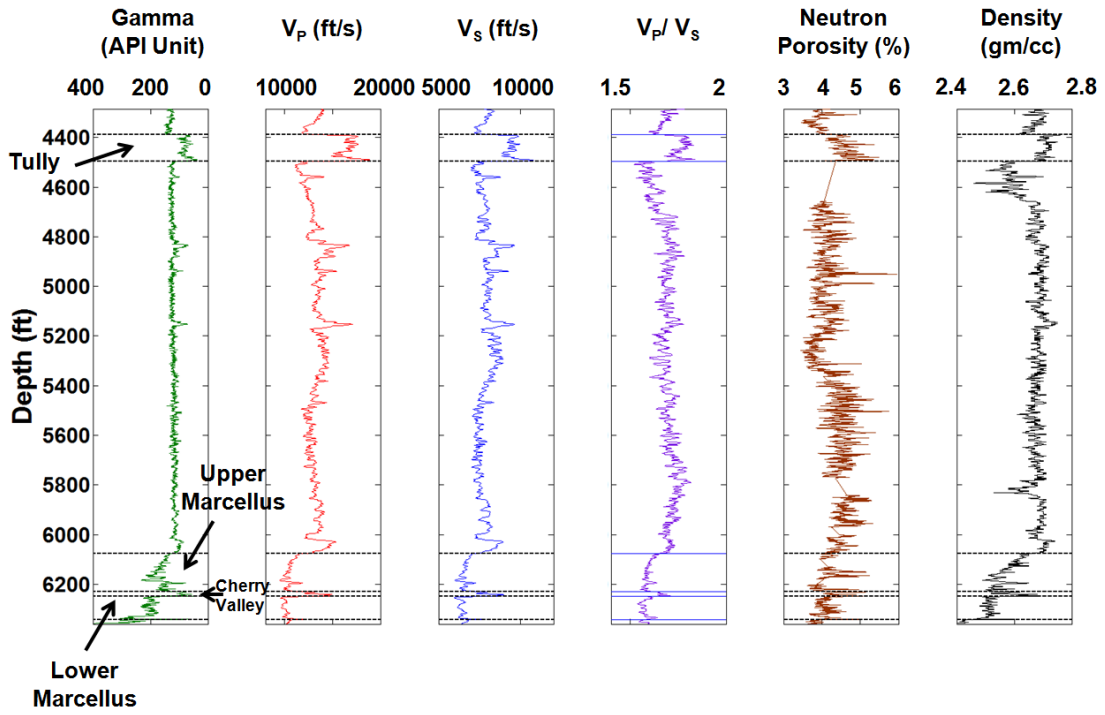 Gamma
(API Unit)
V_P (ft/s)
V_S (ft/s)
V_P/ V_S
Neutron
Porosity (%)
Density
(gm/cc)
400 200 0
10000 20000
5000 10000
1.5 2
3 4 5 6
2.4 2.6 2.8
4400
Tully
4600
4800
5000
5200
Depth (ft)
5400
5600
5800
Upper
Marcellus
6000
6200
Cherry
Valley
Lower
Marcellus